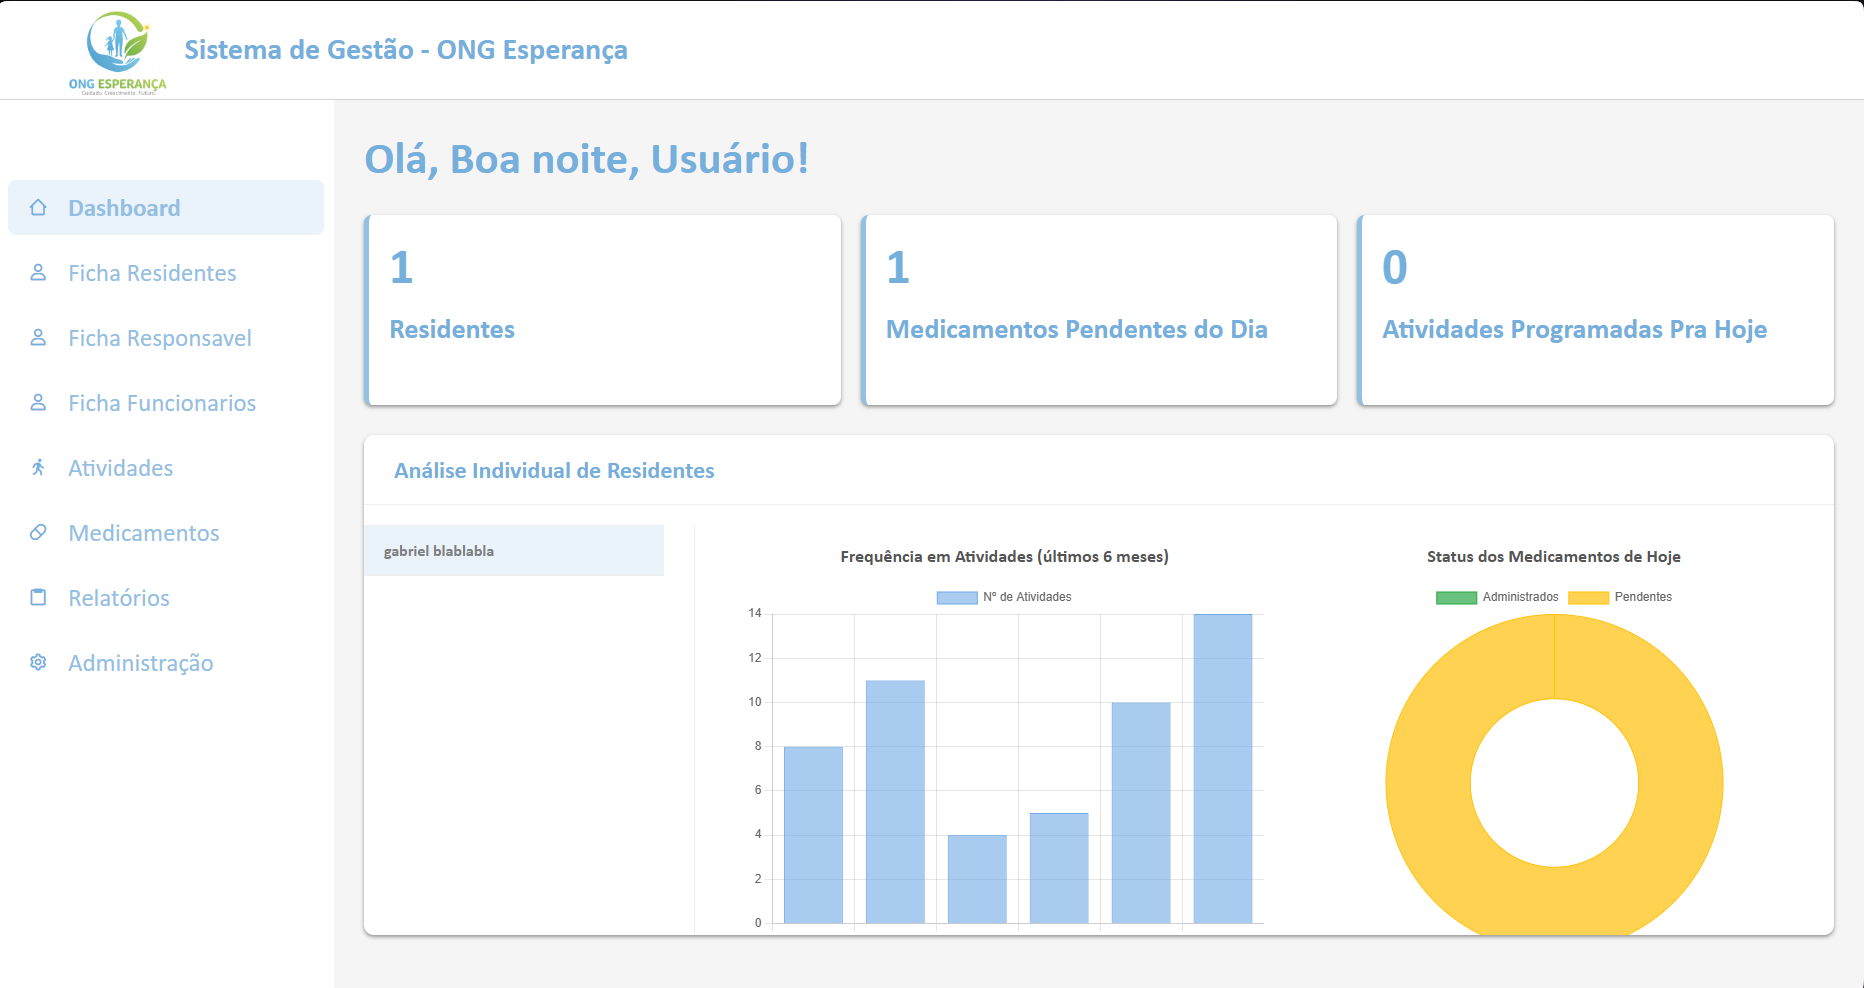 ONG ESPERANÇA
Cuidado. Crescimento. Futuro.
Sistema de Gestão - ONG Esperança
Dashboard
Ficha Residentes
Ficha Responsavel
Ficha Funcionarios
Atividades
Medicamentos
Relatórios
Administração
Olá, Boa noite, Usuário!
1
Residentes
1
Medicamentos Pendentes do Dia
0
Atividades Programadas Pra Hoje
Análise Individual de Residentes
gabriel blablabla
Frequência em Atividades (últimos 6 meses)
Nº de Atividades
14
12
10
8
6
4
2
0
Status dos Medicamentos de Hoje
Administrados
Pendentes